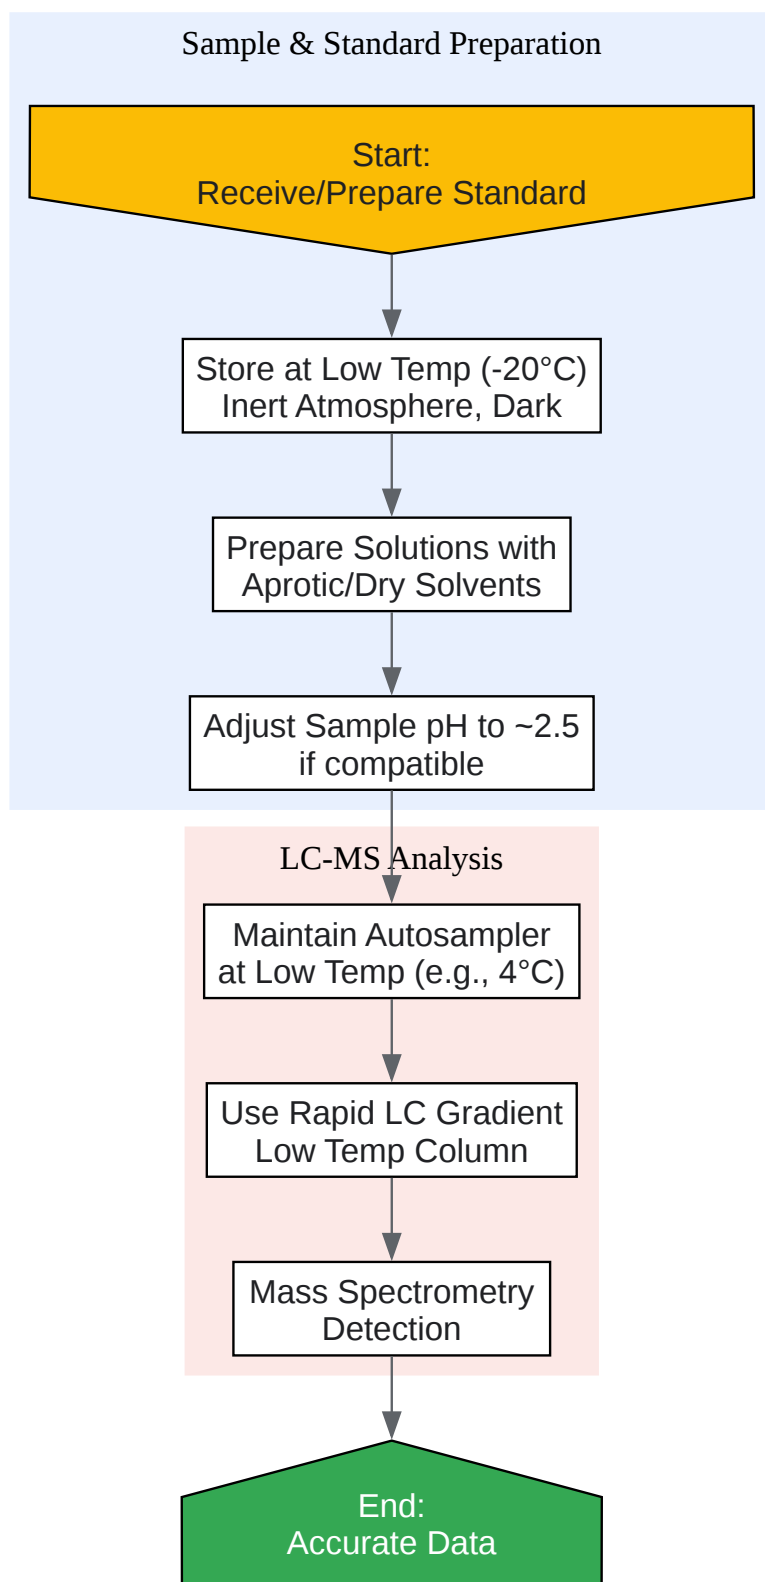 Sample & Standard Preparation
Start:
Receive/Prepare Standard
Store at Low Temp (-20°C)
Inert Atmosphere, Dark
Prepare Solutions with
Aprotic/Dry Solvents
Adjust Sample pH to ~2.5
if compatible
LC-MS Analysis
Maintain Autosampler
at Low Temp (e.g., 4°C)
Use Rapid LC Gradient
Low Temp Column
Mass Spectrometry
Detection
End:
Accurate Data